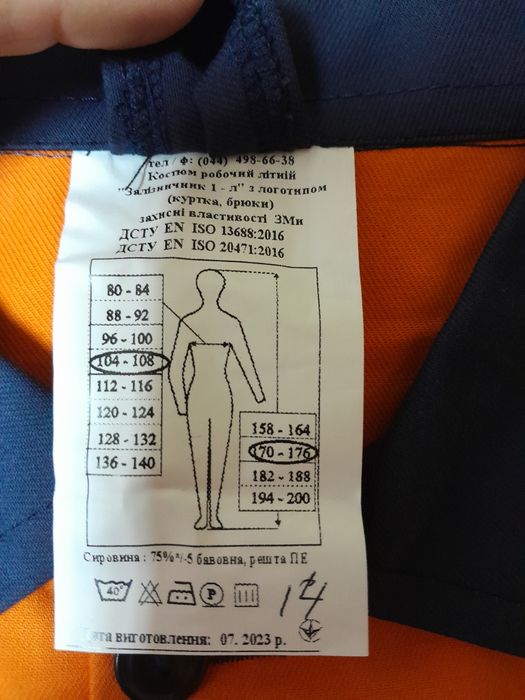 тел / ф: (044) 498-66-38
Костюм робочий літній
"Залізничник 1 - л" з логотипом
(куртка, брюки)
захисні властивості ЗМи
ДСТУ EN ISO 13688:2016
ДСТУ EN ISO 20471:2016
80 - 84
88 - 92
96 - 100
104 - 108
112 - 116
120 - 124
128 - 132
136 - 140
158 - 164
170 - 176
182 - 188
194 - 200
Сировина : 75%+/-5 бавовна, решта ПЕ
40°
P
14
виготовлення: 07. 2023 р.